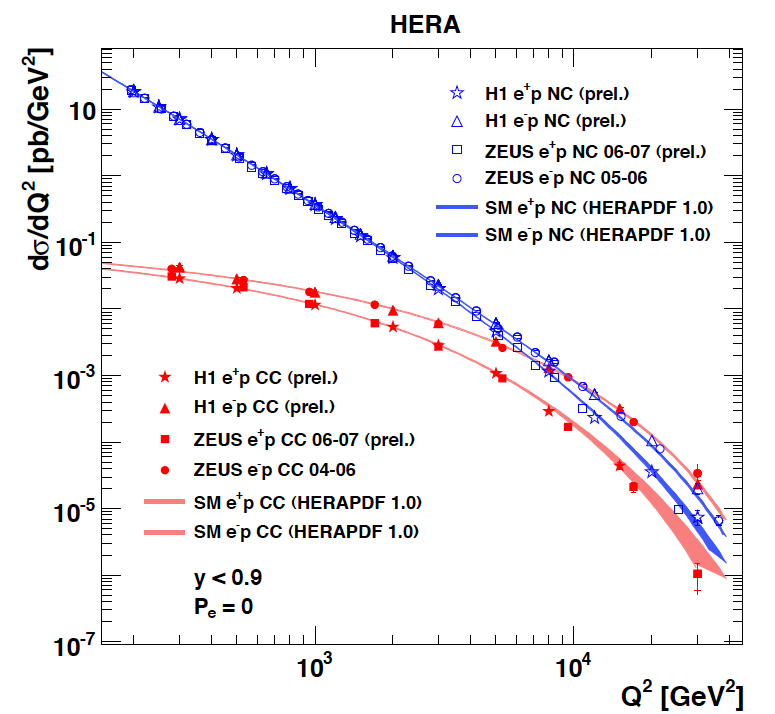 HERA
dσ/dQ² [pb/GeV²]
10
10⁻¹
10⁻³
10⁻⁵
10⁻⁷
H1 e⁺p NC (prel.)
H1 e⁻p NC (prel.)
ZEUS e⁺p NC 06-07 (prel.)
ZEUS e⁻p NC 05-06
SM e⁺p NC (HERAPDF 1.0)
SM e⁻p NC (HERAPDF 1.0)
H1 e⁺p CC (prel.)
H1 e⁻p CC (prel.)
ZEUS e⁺p CC 06-07 (prel.)
ZEUS e⁻p CC 04-06
SM e⁺p CC (HERAPDF 1.0)
SM e⁻p CC (HERAPDF 1.0)
y < 0.9
Pₑ = 0
10³ 10⁴
Q² [GeV²]